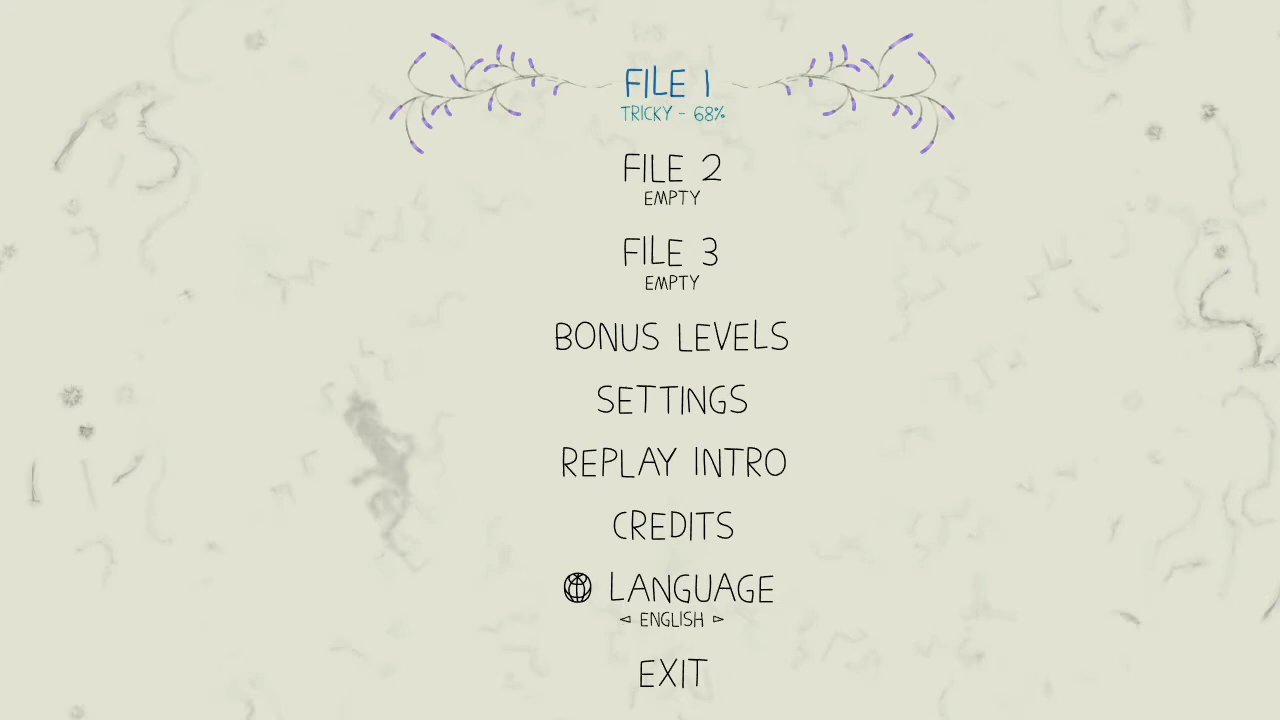 FILE 1
TRICKY - 68%
FILE 2
EMPTY
FILE 3
EMPTY
BONUS LEVELS
SETTINGS
REPLAY INTRO
CREDITS
LANGUAGE
ENGLISH
EXIT